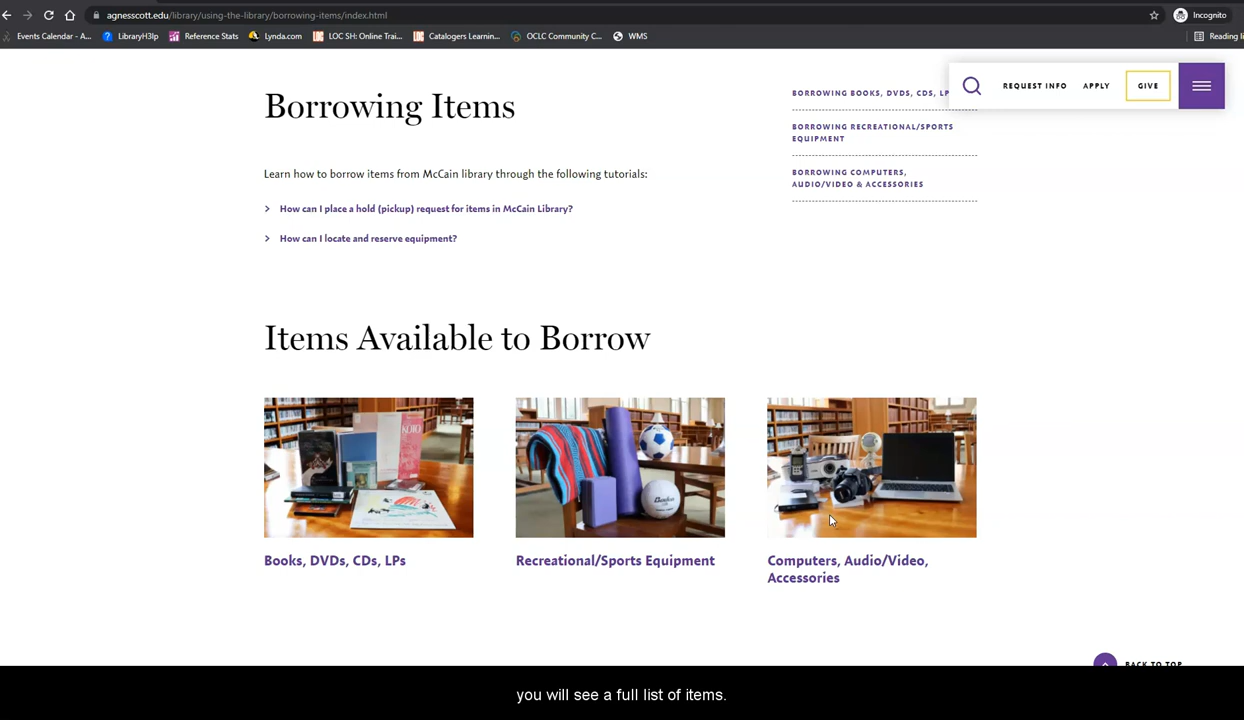 agnesscott.edu/library/using-the-library/borrowing-items/index.html
Incognito
Events Calendar - A...
LibraryH3lp
Reference Stats
Lynda.com
LOC SH: Online Trai...
Catalogers Learnin...
OCLC Community C...
WMS
Reading li
REQUEST INFO
APPLY
GIVE
Borrowing Items
BORROWING BOOKS, DVDS, CDS, LP
BORROWING RECREATIONAL/SPORTS
EQUIPMENT
BORROWING COMPUTERS,
AUDIO/VIDEO & ACCESSORIES
Learn how to borrow items from McCain library through the following tutorials:
How can I place a hold (pickup) request for items in McCain Library?
How can I locate and reserve equipment?
Items Available to Borrow
KOTO
Baden
Books, DVDs, CDs, LPs
Recreational/Sports Equipment
Computers, Audio/Video,
Accessories
BACK TO TOP
you will see a full list of items.